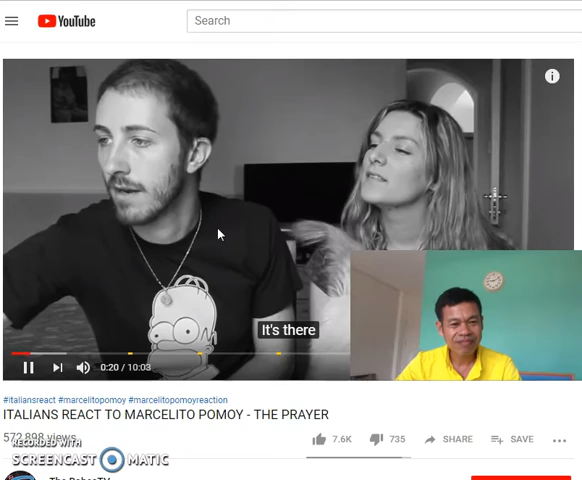 YouTube
Search
It's there
0:20 / 10:03
#italiansreact #marcelitopomoy #marcelitopomoyreaction
ITALIANS REACT TO MARCELITO POMOY - THE PRAYER
572,898 views
7.6K
735
SHARE
SAVE
RECORDED WITH
SCREENCAST MATIC